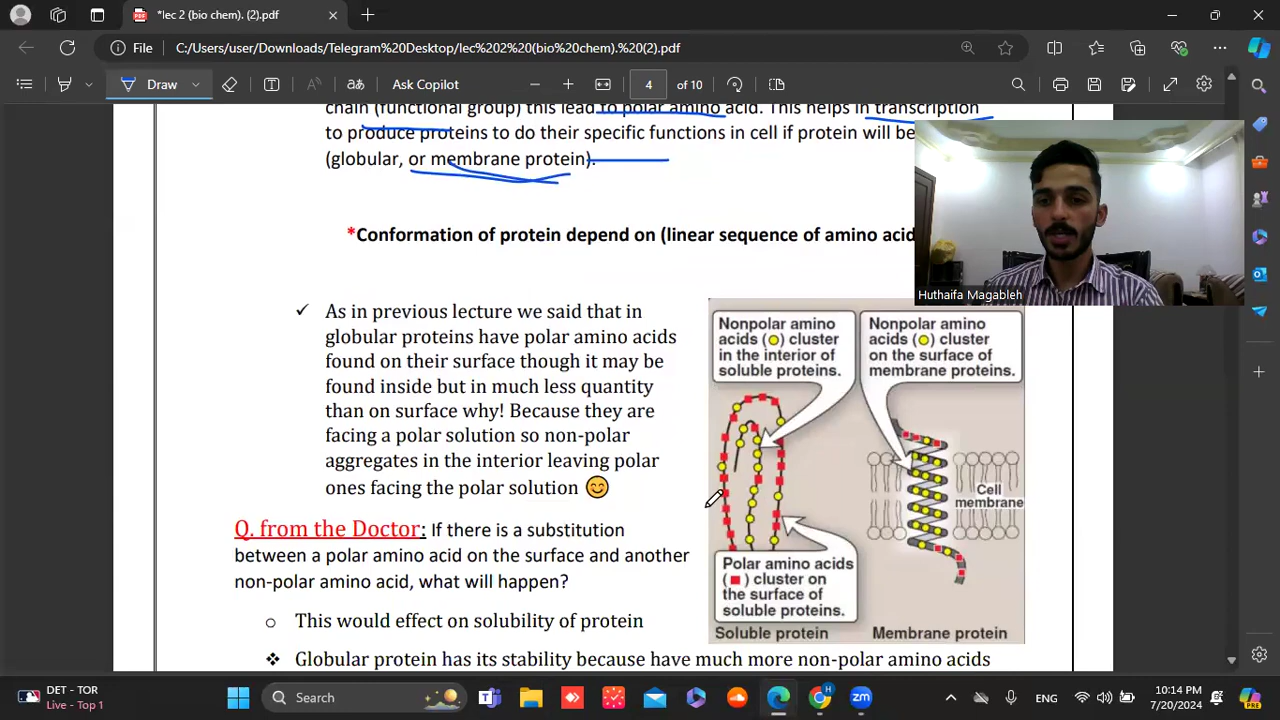 *lec 2 (bio chem). (2).pdf
File
C:/Users/user/Downloads/Telegram%20Desktop/lec%202%20(bio%20chem).%20(2).pdf
Draw
Ask Copilot
4 of 10
chain (functional group) this lead to polar amino acid. This helps in transcription
to produce proteins to do their specific functions in cell if protein will be
(globular, or membrane protein).
*Conformation of protein depend on (linear sequence of amino acid
Huthaifa Magableh
✓ As in previous lecture we said that in
globular proteins have polar amino acids
found on their surface though it may be
found inside but in much less quantity
than on surface why! Because they are
facing a polar solution so non-polar
aggregates in the interior leaving polar
ones facing the polar solution 😊
Q. from the Doctor: If there is a substitution
between a polar amino acid on the surface and another
non-polar amino acid, what will happen?
o This would effect on solubility of protein
❖ Globular protein has its stability because have much more non-polar amino acids
Nonpolar amino
acids ( ) cluster
in the interior of
soluble proteins.
Nonpolar amino
acids ( ) cluster
on the surface of
membrane proteins.
Cell
membrane
Polar amino acids
( ) cluster on
the surface of
soluble proteins.
Soluble protein
Membrane protein
DET - TOR
Live - Top 1
Search
ENG
10:14 PM
7/20/2024